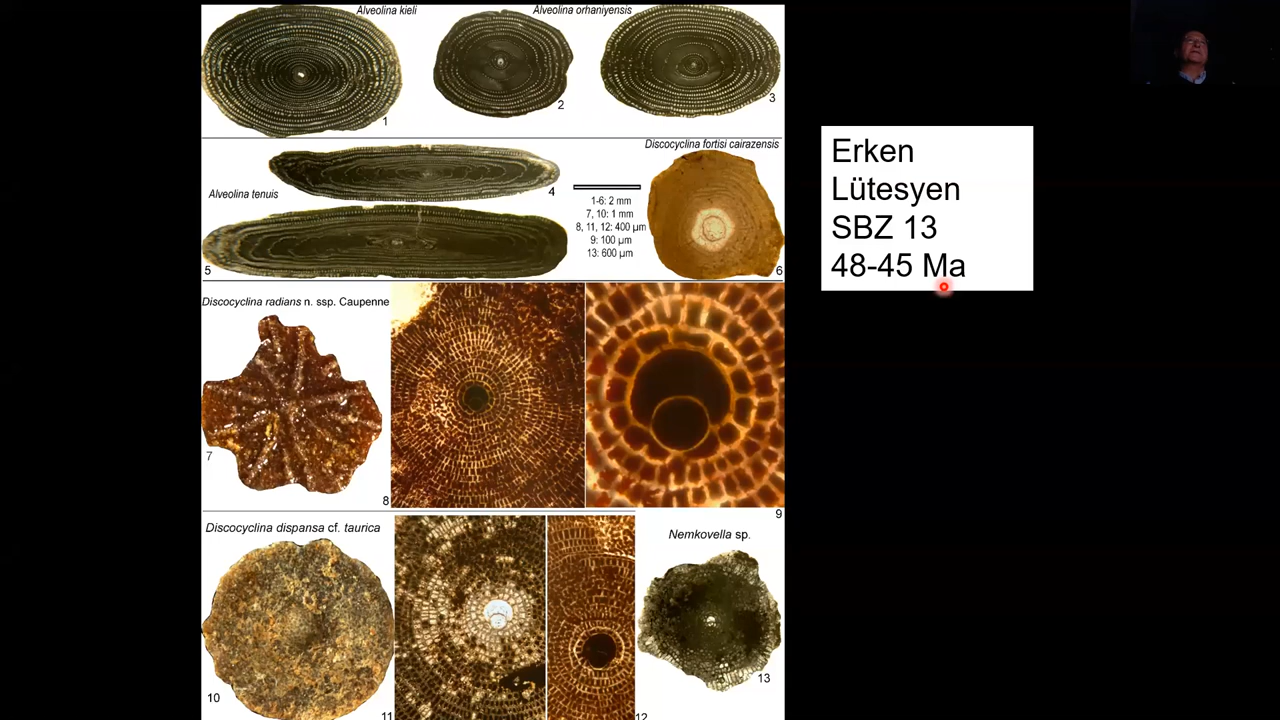 Alveolina kieli
Alveolina orhaniyensis
1
2
3
Discocyclina fortisi cairazensis
Alveolina tenuis
4
1-6: 2 mm
7, 10: 1 mm
8, 11, 12: 400 µm
9: 100 µm
13: 600 µm
5
6
Erken
Lütesyen
SBZ 13
48-45 Ma
Discocyclina radians n. ssp. Caupenne
7
8
9
Discocyclina dispansa cf. taurica
Nemkovella sp.
10
11
12
13